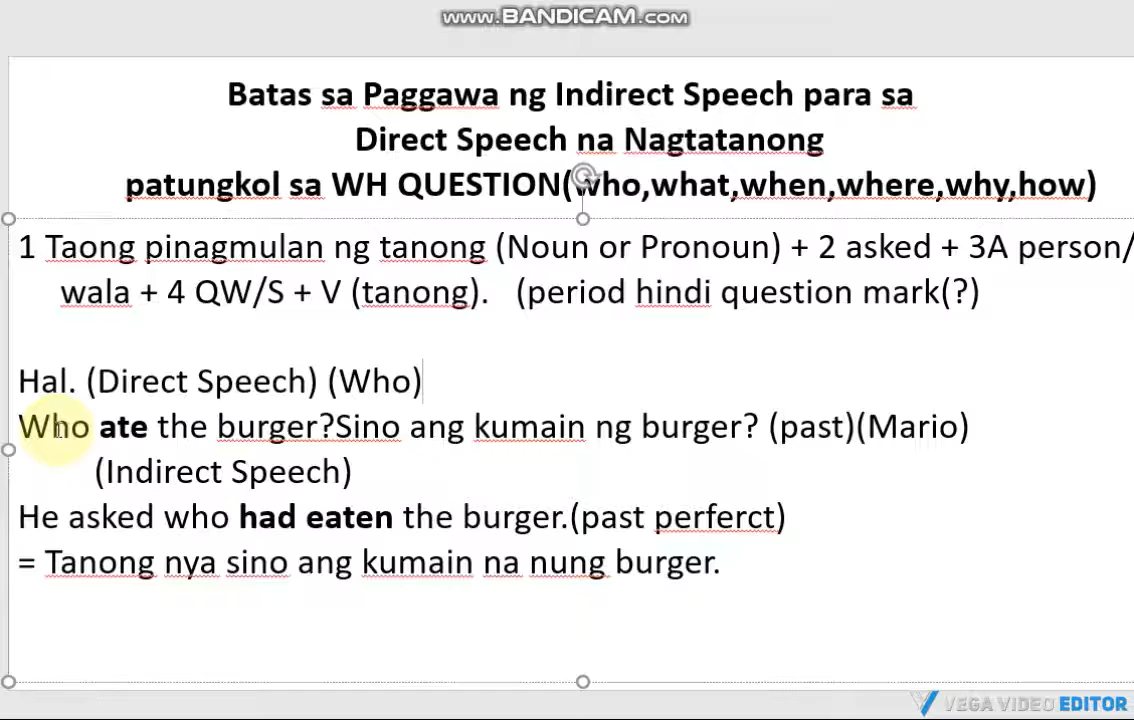 www.BANDICAM.com
Batas sa Paggawa ng Indirect Speech para sa
Direct Speech na Nagtatanong
patungkol sa WH QUESTION(who,what,when,where,why,how)
1 Taong pinagmulan ng tanong (Noun or Pronoun) + 2 asked + 3A person/
wala + 4 QW/S + V (tanong). (period hindi question mark(?)
Hal. (Direct Speech) (Who)
Who ate the burger?Sino ang kumain ng burger? (past)(Mario)
(Indirect Speech)
He asked who had eaten the burger.(past perferct)
= Tanong nya sino ang kumain na nung burger.
VEGA VIDEO EDITOR